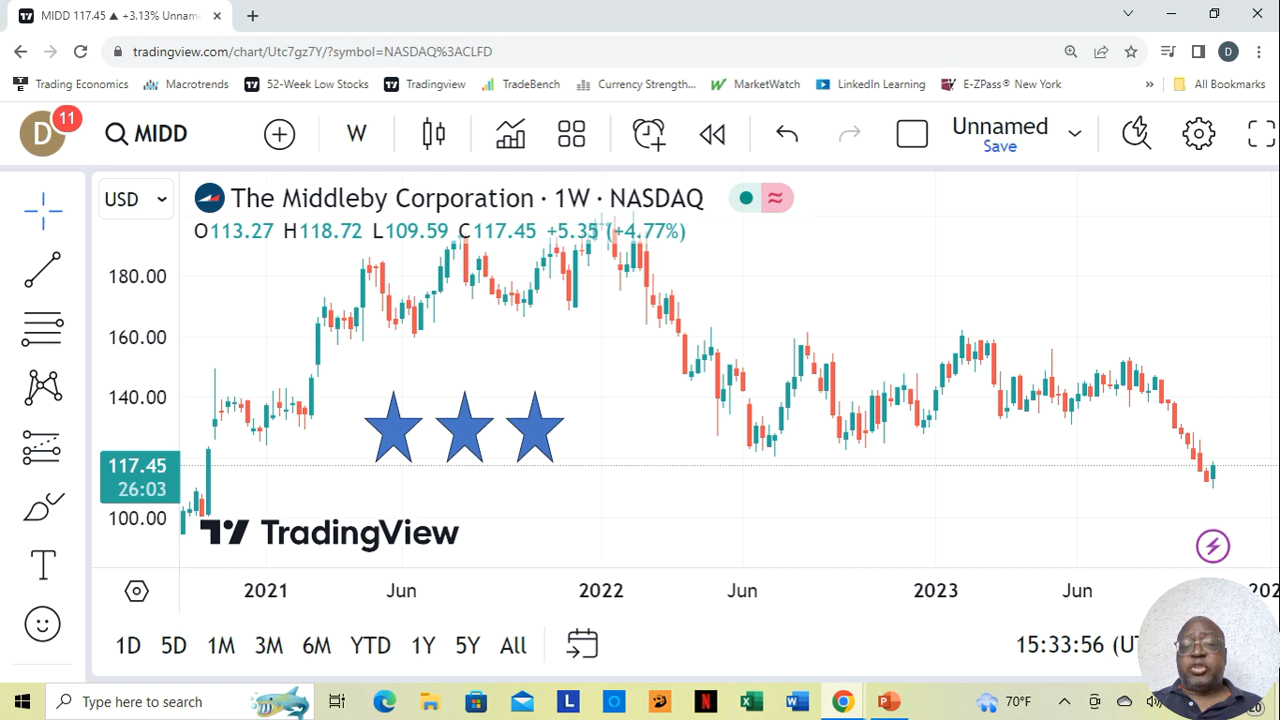 MIDD 117.45 ▲ +3.13% Unnam
tradingview.com/chart/Utc7gz7Y/?symbol=NASDAQ%3ACLFD
D
Trading Economics
Macrotrends
52-Week Low Stocks
Tradingview
TradeBench
Currency Strength...
MarketWatch
LinkedIn Learning
E-ZPass® New York
»
All Bookmarks
D
11
MIDD
W
Unnamed
Save
USD
The Middleby Corporation · 1W · NASDAQ
O113.27 H118.72 L109.59 C117.45 +5.35 (+4.77%)
180.00
160.00
140.00
117.45
26:03
100.00
TradingView
2021
Jun
2022
Jun
2023
Jun
202
T
1D 5D 1M 3M 6M YTD 1Y 5Y All
15:33:56 (UT
Type here to search
70°F
20